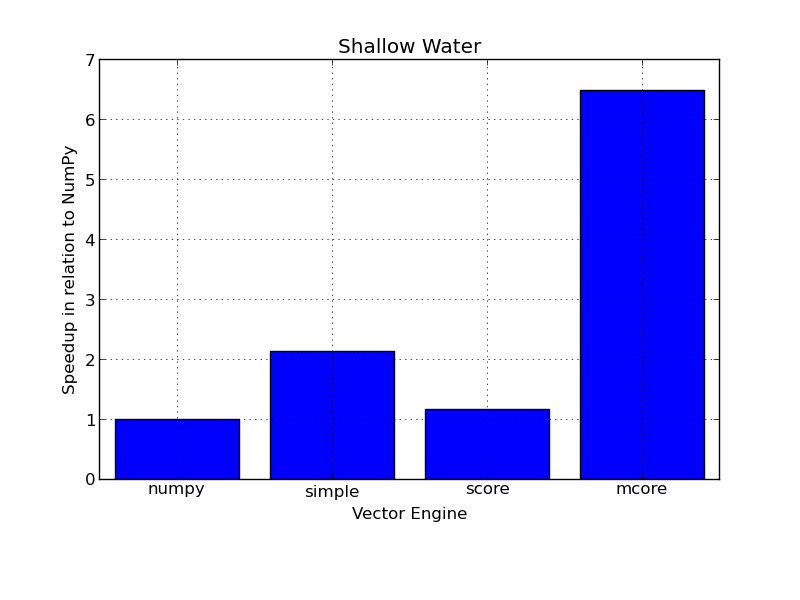 Shallow Water
7
6
5
4
3
2
1
0
Speedup in relation to NumPy
numpy simple score mcore
Vector Engine